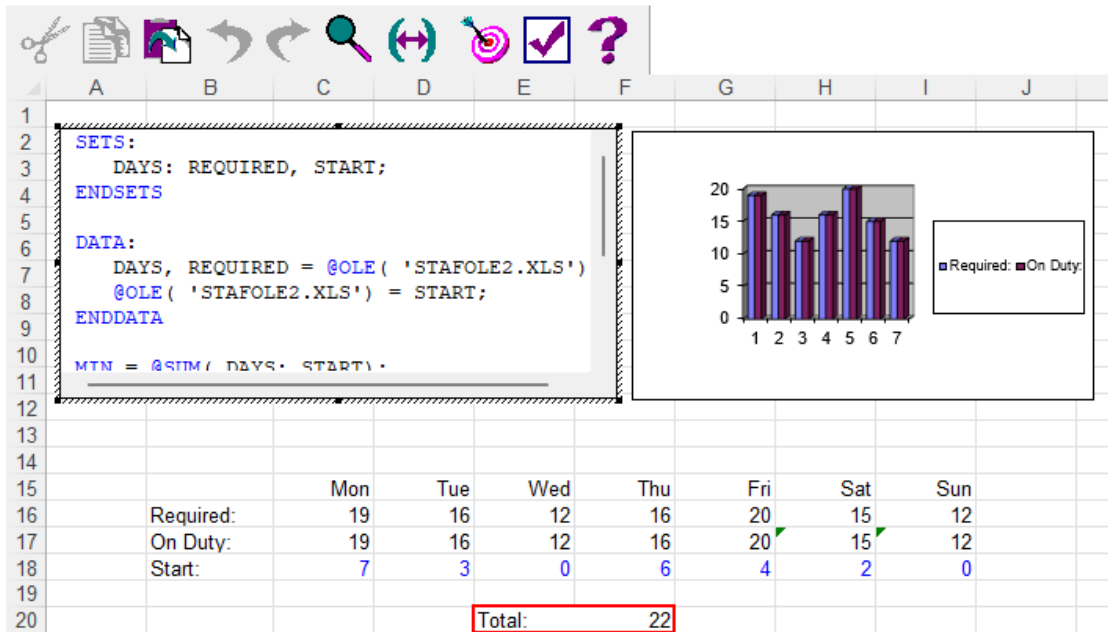 A B C D E F G H I J
1
2 SETS:
3 DAYS: REQUIRED, START;
4 ENDSETS
5
6 DATA:
7 DAYS, REQUIRED = @OLE( 'STAFOLE2.XLS')
8 @OLE( 'STAFOLE2.XLS') = START;
9 ENDDATA
10 MIN = @SUM( DAYS: START);
11
12
20
15
10
5
0
1 2 3 4 5 6 7
Required: On Duty:
13
14
15 Mon Tue Wed Thu Fri Sat Sun
16 Required: 19 16 12 16 20 15 12
17 On Duty: 19 16 12 16 20 15 12
18 Start: 7 3 0 6 4 2 0
19
20 Total: 22